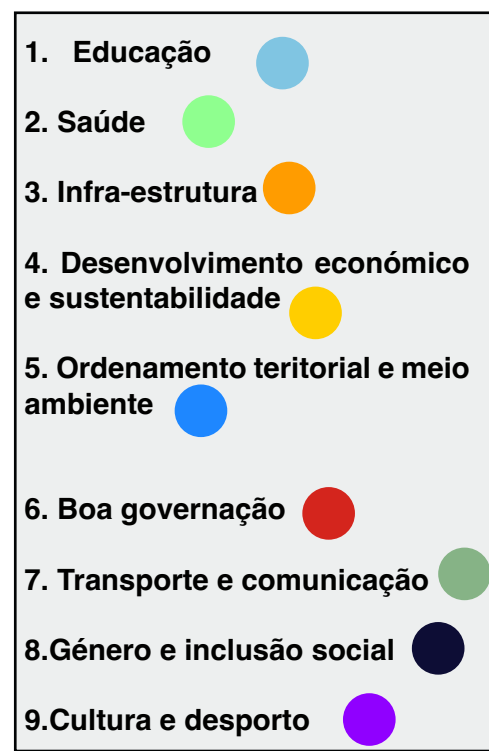 1. Educação
2. Saúde
3. Infra-estrutura
4. Desenvolvimento económico
e sustentabilidade
5. Ordenamento teritorial e meio
ambiente
6. Boa governação
7. Transporte e comunicação
8.Género e inclusão social
9.Cultura e desporto